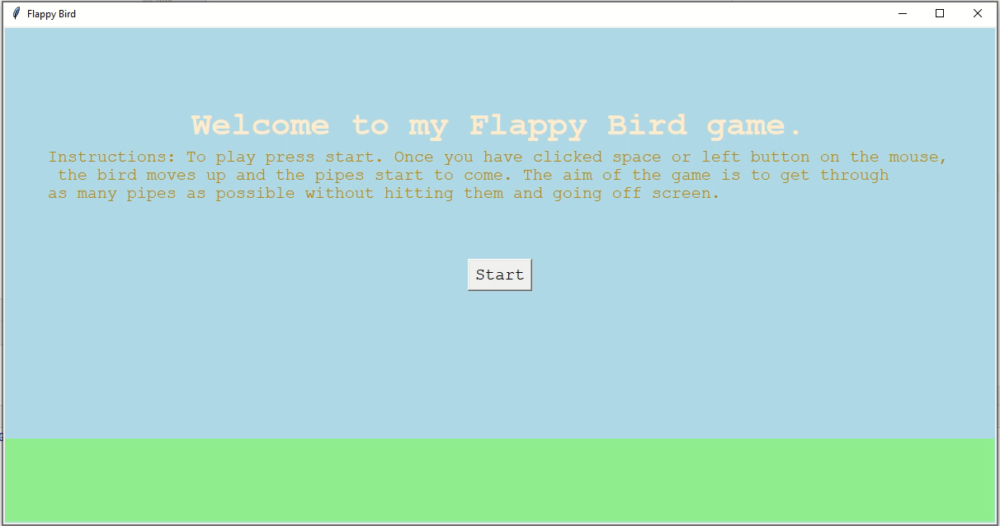 Flappy Bird
Welcome to my Flappy Bird game.
Instructions: To play press start. Once you have clicked space or left button on the mouse,
the bird moves up and the pipes start to come. The aim of the game is to get through
as many pipes as possible without hitting them and going off screen.
Start